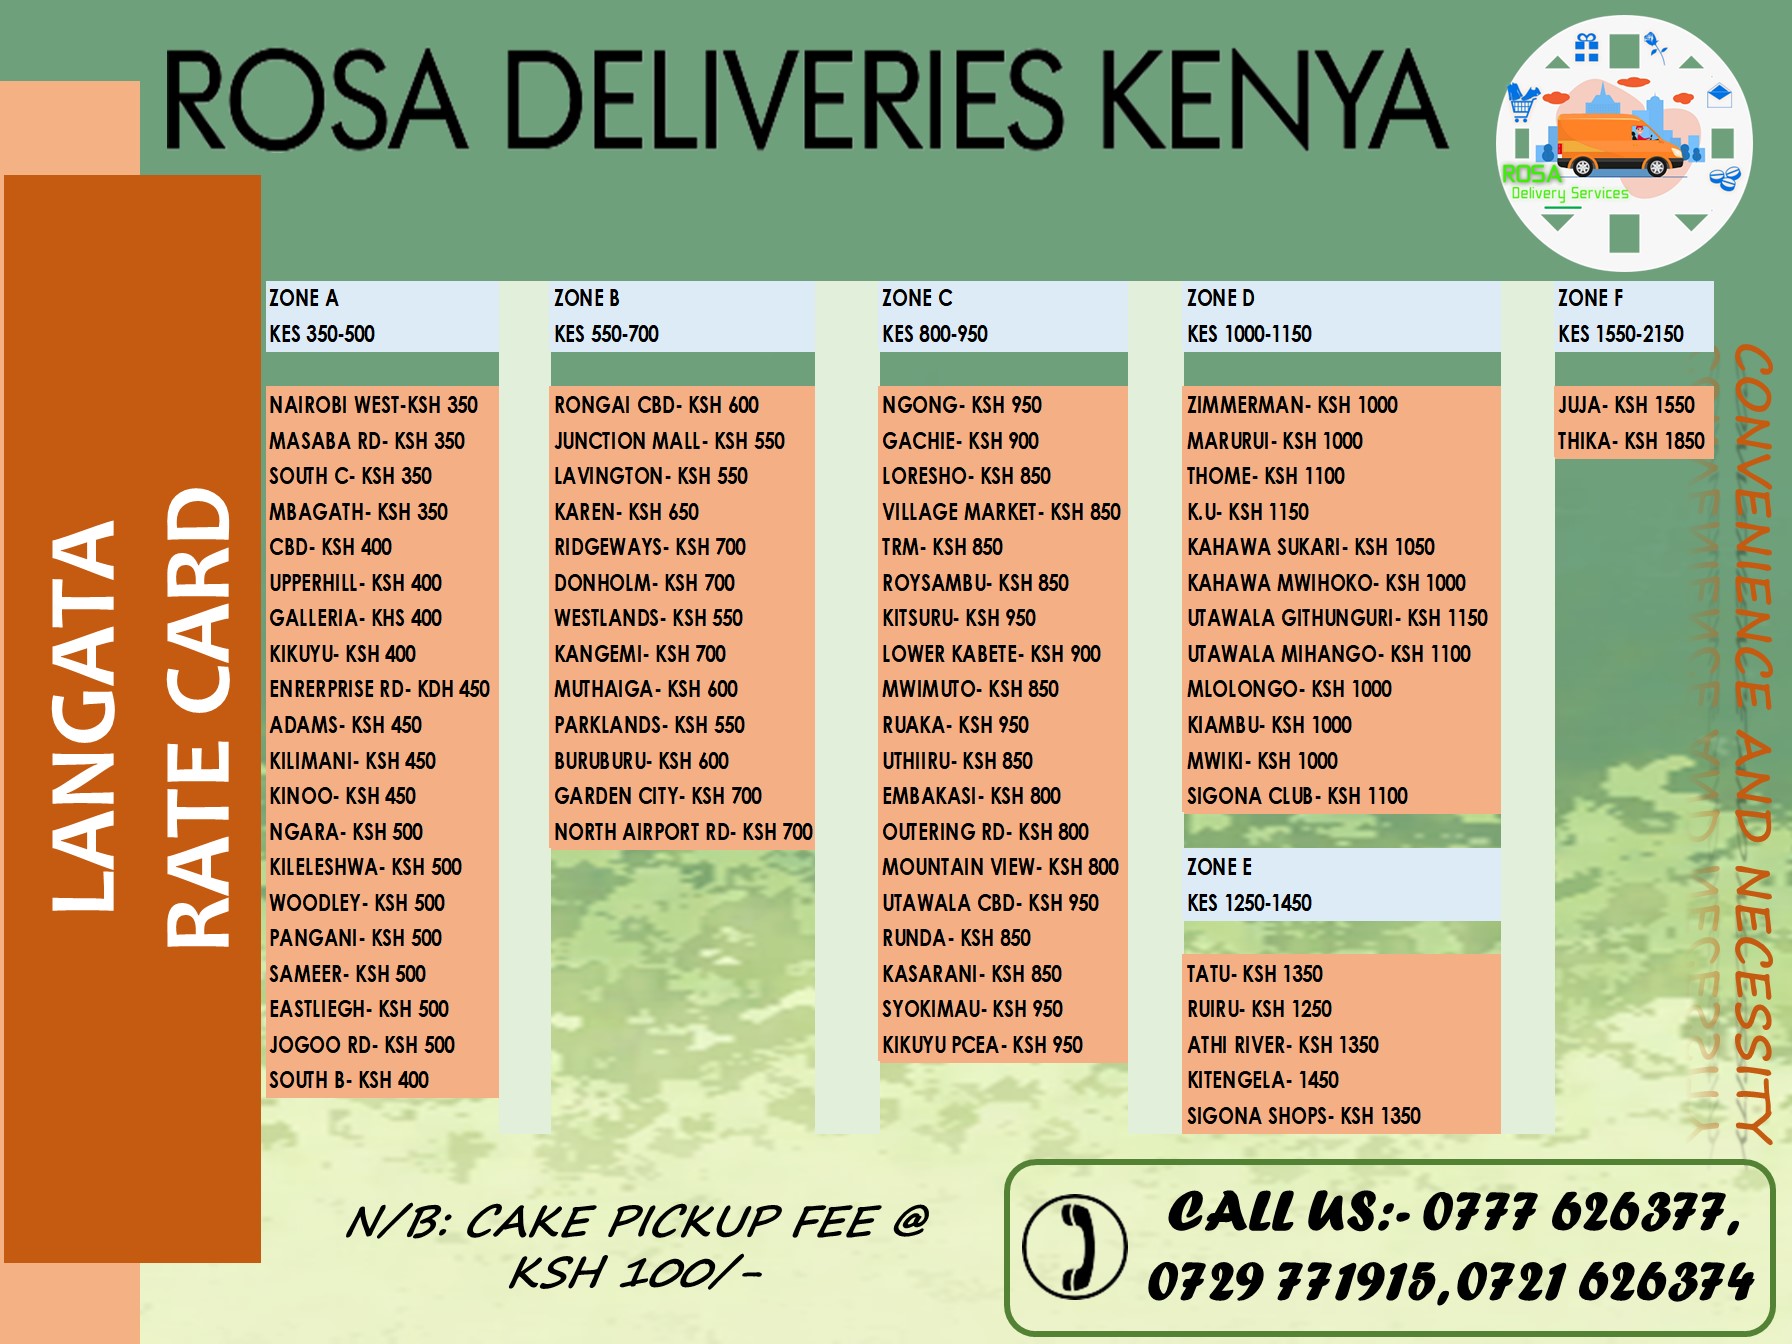 ROSA DELIVERIES KENYA
ROSA
Delivery Services
LANGATA
RATE CARD
ZONE A
KES 350-500
NAIROBI WEST-KSH 350
MASABA RD- KSH 350
SOUTH C- KSH 350
MBAGATH- KSH 350
CBD- KSH 400
UPPERHILL- KSH 400
GALLERIA- KHS 400
KIKUYU- KSH 400
ENRERPRISE RD- KDH 450
ADAMS- KSH 450
KILIMANI- KSH 450
KINOO- KSH 450
NGARA- KSH 500
KILELESHWA- KSH 500
WOODLEY- KSH 500
PANGANI- KSH 500
SAMEER- KSH 500
EASTLIEGH- KSH 500
JOGOO RD- KSH 500
SOUTH B- KSH 400
ZONE B
KES 550-700
RONGAI CBD- KSH 600
JUNCTION MALL- KSH 550
LAVINGTON- KSH 550
KAREN- KSH 650
RIDGEWAYS- KSH 700
DONHOLM- KSH 700
WESTLANDS- KSH 550
KANGEMI- KSH 700
MUTHAIGA- KSH 600
PARKLANDS- KSH 550
BURUBURU- KSH 600
GARDEN CITY- KSH 700
NORTH AIRPORT RD- KSH 700
ZONE C
KES 800-950
NGONG- KSH 950
GACHIE- KSH 900
LORESHO- KSH 850
VILLAGE MARKET- KSH 850
TRM- KSH 850
ROYSAMBU- KSH 850
KITSURU- KSH 950
LOWER KABETE- KSH 900
MWIMUTO- KSH 850
RUAKA- KSH 950
UTHIIRU- KSH 850
EMBAKASI- KSH 800
OUTERING RD- KSH 800
MOUNTAIN VIEW- KSH 800
UTAWALA CBD- KSH 950
RUNDA- KSH 850
KASARANI- KSH 850
SYOKIMAU- KSH 950
KIKUYU PCEA- KSH 950
ZONE D
KES 1000-1150
ZIMMERMAN- KSH 1000
MARURUI- KSH 1000
THOME- KSH 1100
K.U- KSH 1150
KAHAWA SUKARI- KSH 1050
KAHAWA MWIHOKO- KSH 1000
UTAWALA GITHUNGURI- KSH 1150
UTAWALA MIHANGO- KSH 1100
MLOLONGO- KSH 1000
KIAMBU- KSH 1000
MWIKI- KSH 1000
SIGONA CLUB- KSH 1100
ZONE E
KES 1250-1450
TATU- KSH 1350
RUIRU- KSH 1250
ATHI RIVER- KSH 1350
KITENGELA- 1450
SIGONA SHOPS- KSH 1350
ZONE F
KES 1550-2150
JUJA- KSH 1550
THIKA- KSH 1850
CONVENIENCE AND NECESSITY
N/B: CAKE PICKUP FEE @
KSH 100/-
CALL US:- 0777 626377,
0729 771915,0721 626374